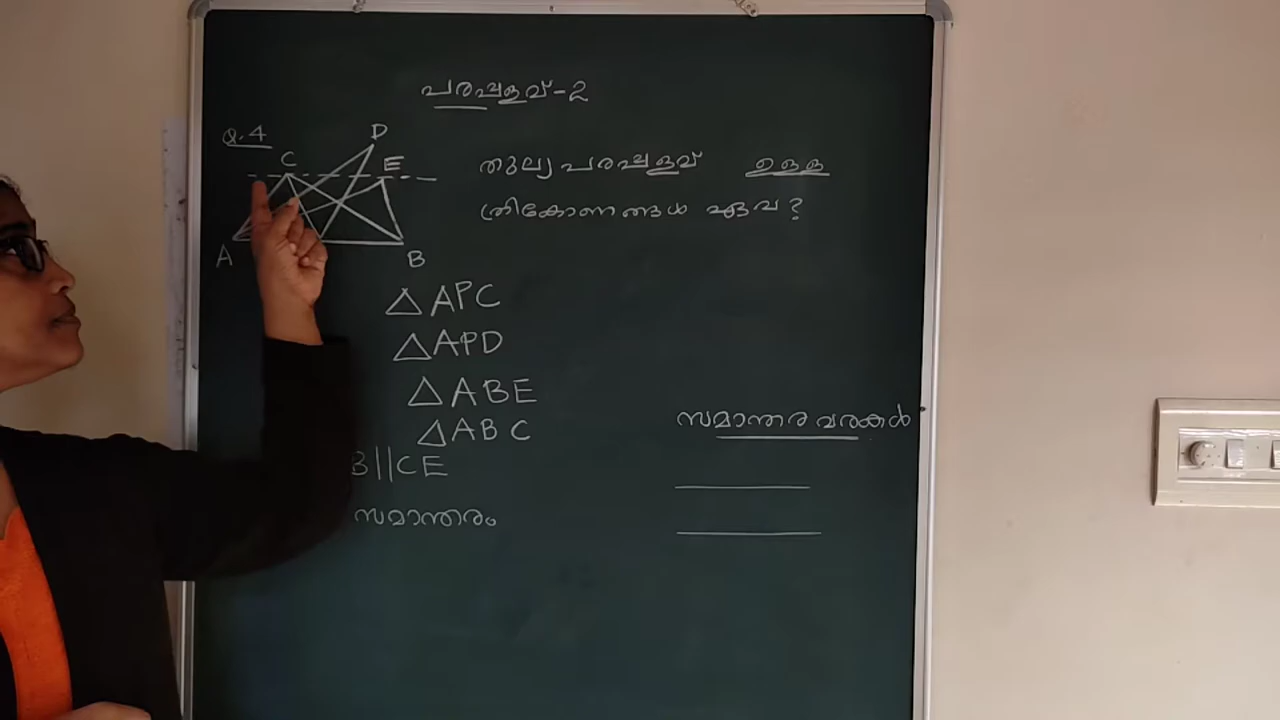 പരപ്പളവ്-2
Q.4
D
C
E
A
B
തുല്യപരപ്പളവ് ഉള്ള
ത്രികോണങ്ങൾ ഏവ?
△ APC
△ APD
△ ABE
△ ABC
B||CE
സമാന്തരം
സമാന്തര വരകൾ